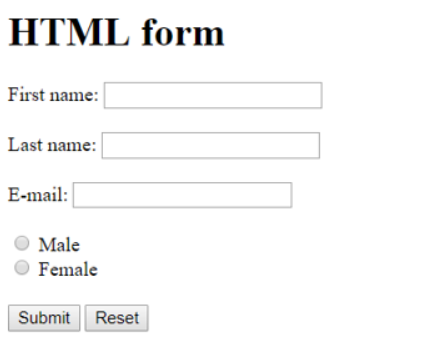 HTML form
First name:
Last name:
E-mail:
Male
Female
Submit Reset